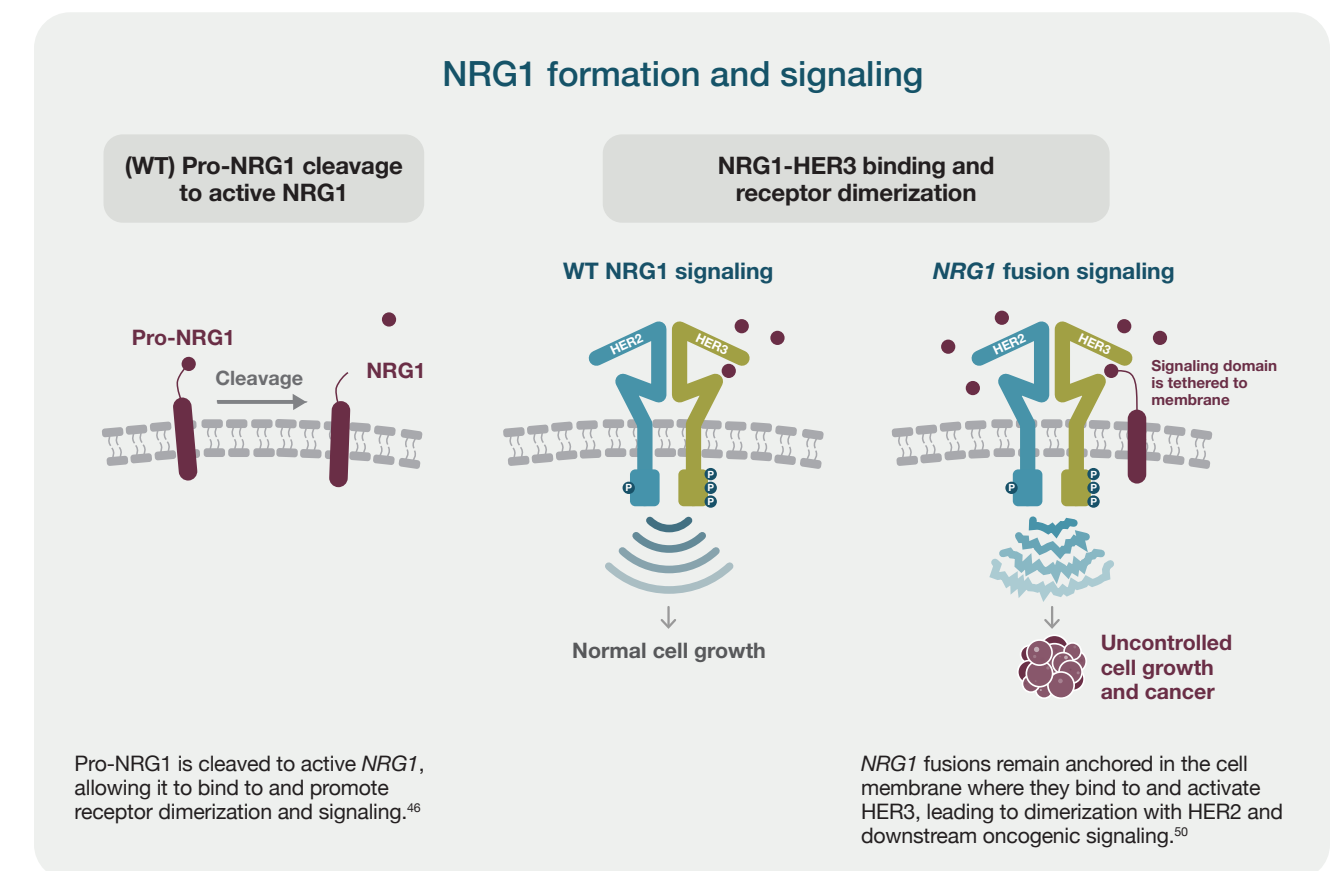 NRG1 formation and signaling
(WT) Pro-NRG1 cleavage
to active NRG1
NRG1-HER3 binding and
receptor dimerization
Pro-NRG1
Cleavage
NRG1
WT NRG1 signaling
HER2
HER3
P
P
P
P
Normal cell growth
NRG1 fusion signaling
HER2
HER3
Signaling domain
is tethered to
membrane
P
P
P
P
Uncontrolled
cell growth
and cancer
Pro-NRG1 is cleaved to active NRG1,
allowing it to bind to and promote
receptor dimerization and signaling.46
NRG1 fusions remain anchored in the cell
membrane where they bind to and activate
HER3, leading to dimerization with HER2 and
downstream oncogenic signaling.50